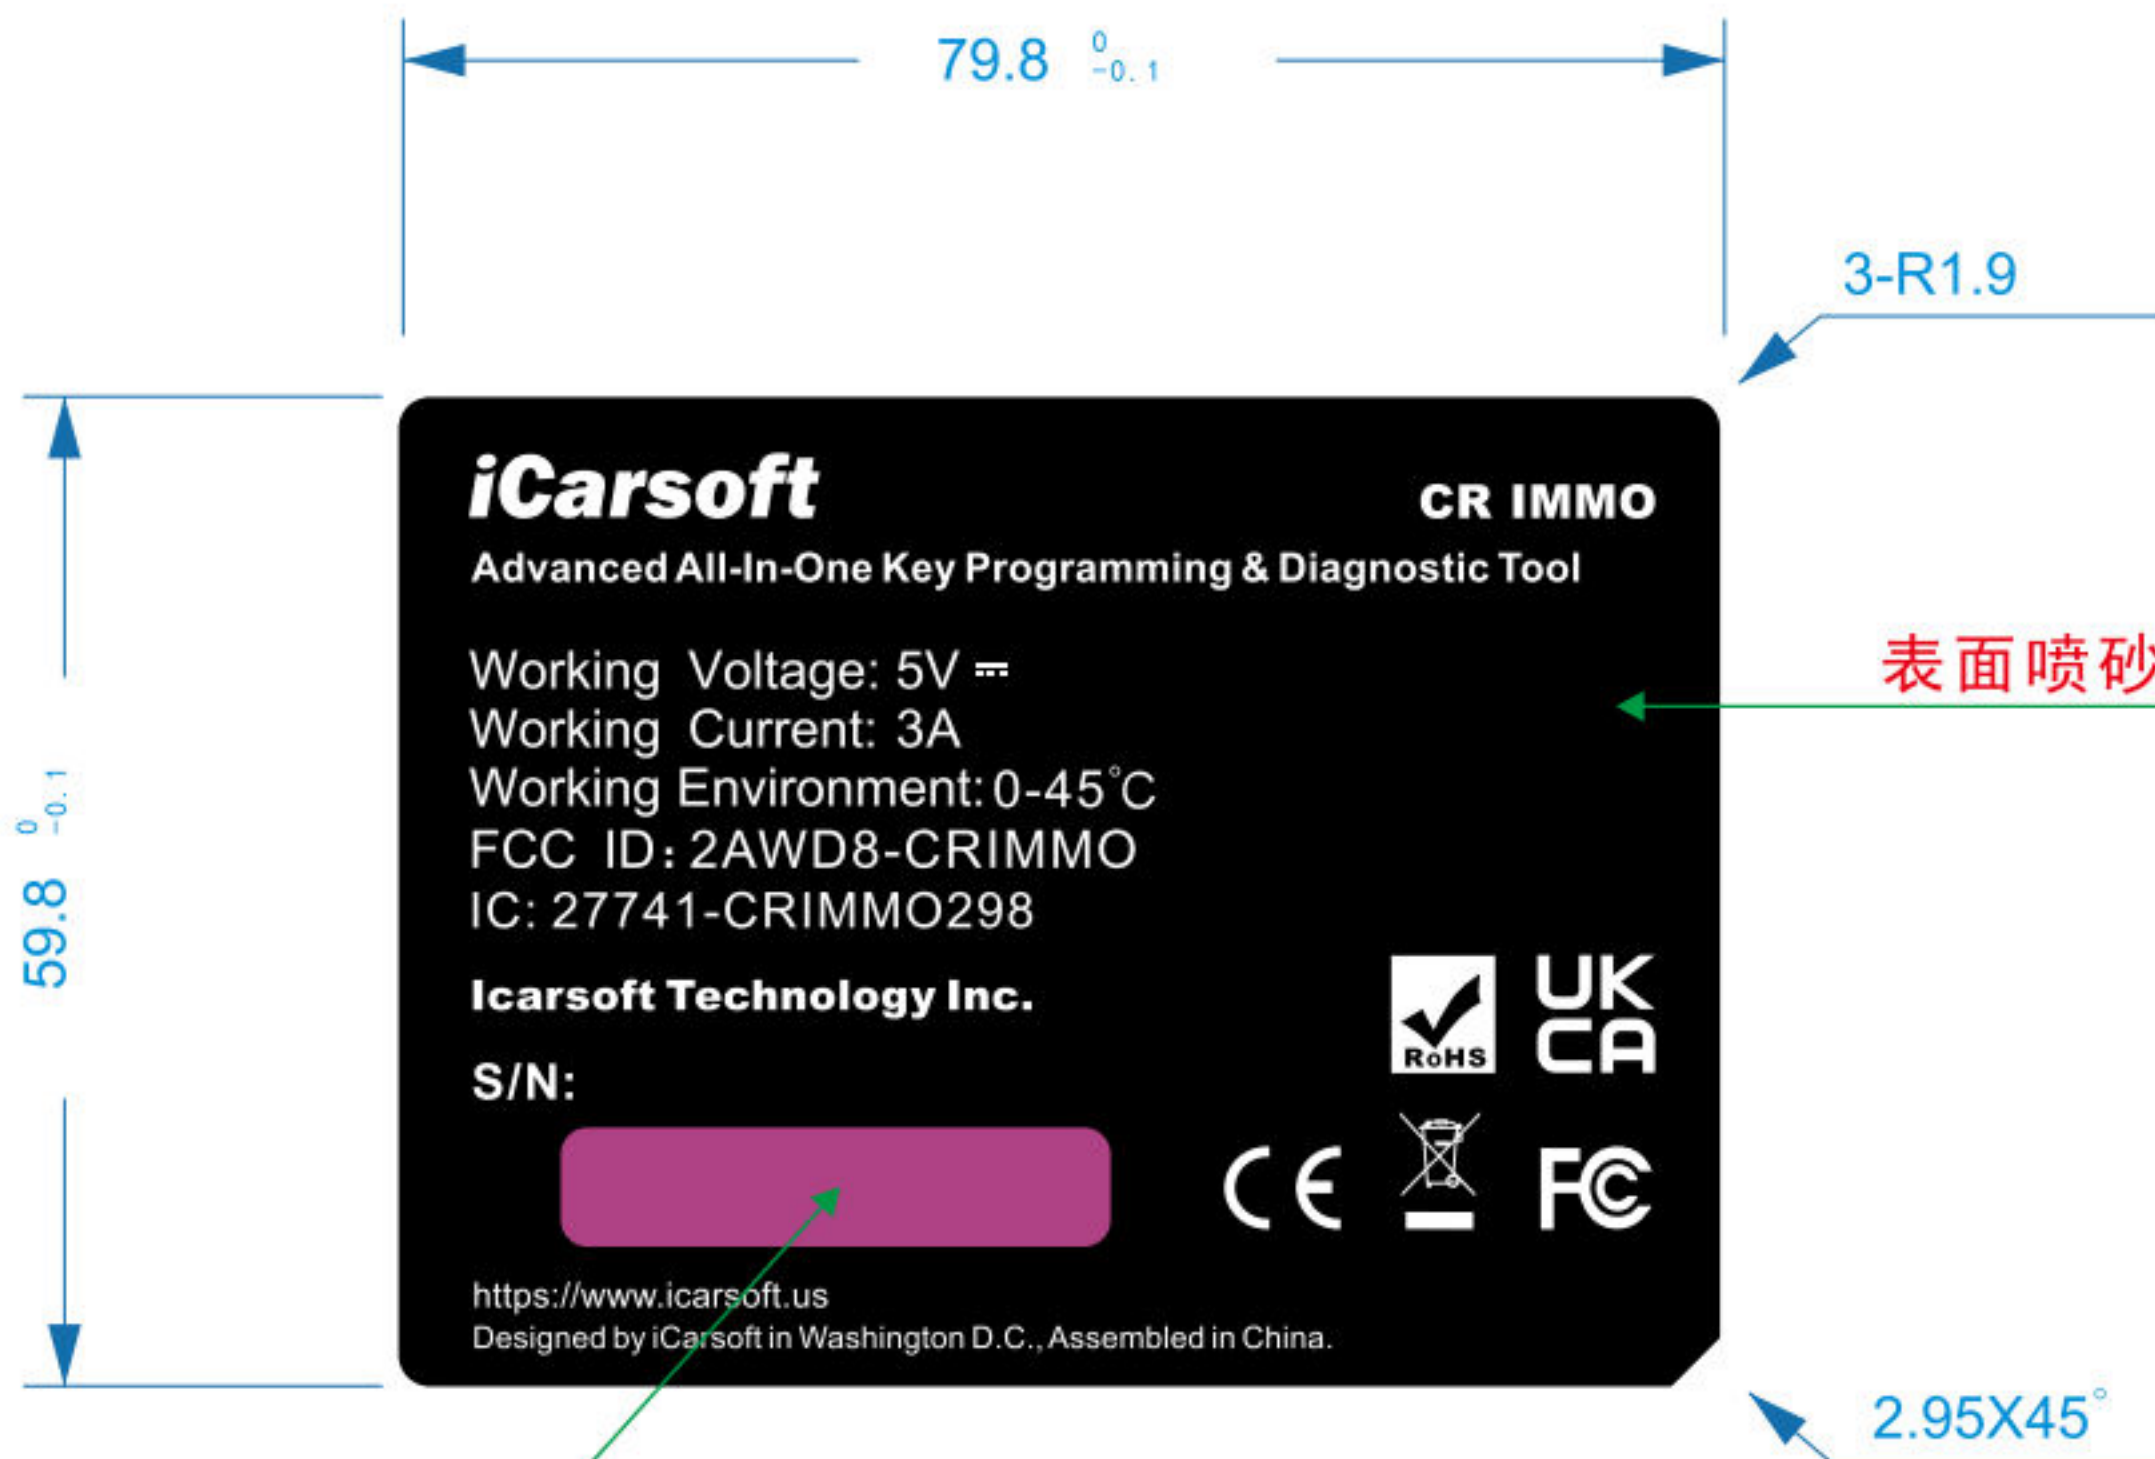 79.8 0 -0.1
3-R1.9
iCarsoft
CR IMMO
Advanced All-In-One Key Programming & Diagnostic Tool
表面喷砂
Working Voltage: 5V ⎓
Working Current: 3A
Working Environment: 0-45℃
FCC ID: 2AWD8-CRIMMO
IC: 27741-CRIMMO298
59.8 0 -0.1
Icarsoft Technology Inc.
RoHS
UK
CA
S/N:
CE
FC
https://www.icarsoft.us
Designed by iCarsoft in Washington D.C., Assembled in China.
2.95X45°